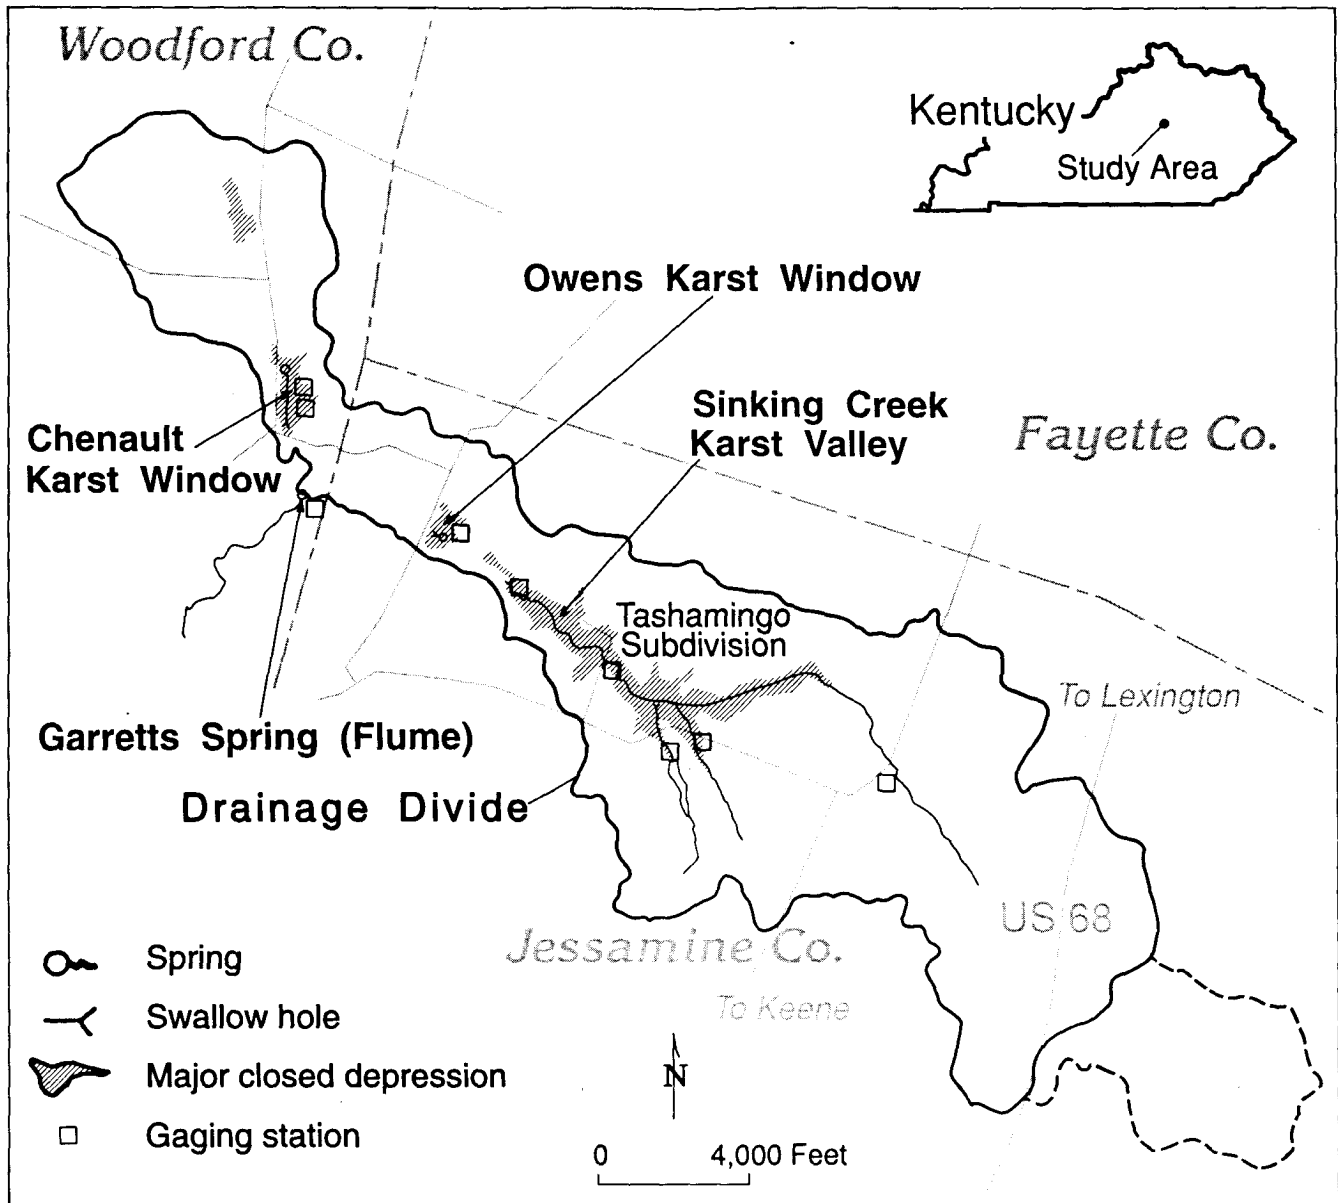 Woodford Co.
Kentucky
Study Area
Owens Karst Window
Sinking Creek
Karst Valley
Fayette Co.
Chenault
Karst Window
Tashamingo
Subdivision
To Lexington
Garretts Spring (Flume)
Drainage Divide
US 68
Jessamine Co.
To Keene
Spring
Swallow hole
Major closed depression
Gaging station
N
0 4,000 Feet